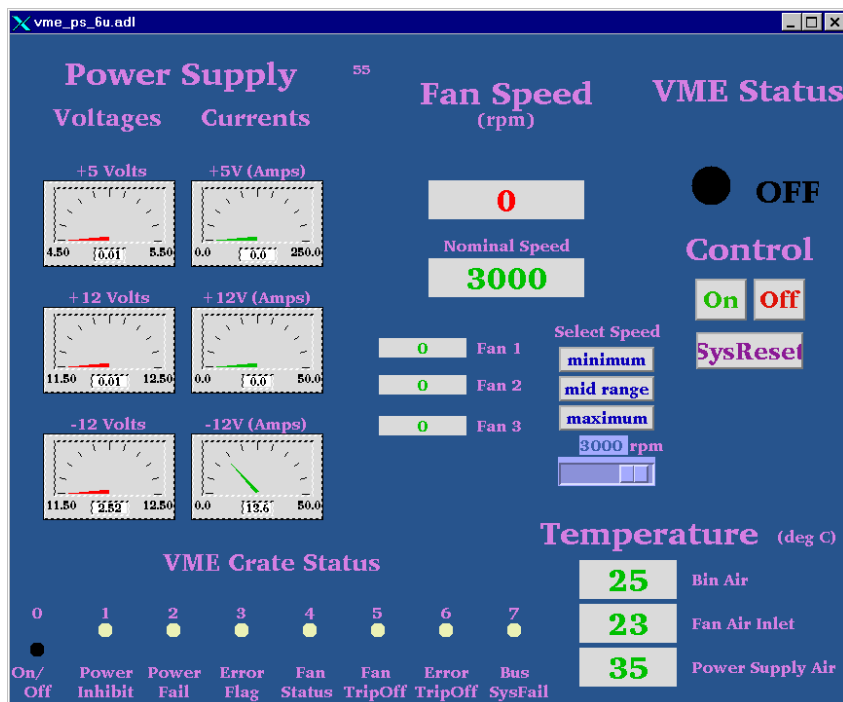 vme_ps_6u.adl
Power Supply
55
Voltages
Currents
+5 Volts
4.50
0.01
5.50
+5V (Amps)
0.0
0.0
250.0
+12 Volts
11.50
0.01
12.50
+12V (Amps)
0.0
0.0
50.0
-12 Volts
11.50
2.52
12.50
-12V (Amps)
0.0
13.6
50.0
Fan Speed
(rpm)
0
Nominal Speed
3000
0 Fan 1
0 Fan 2
0 Fan 3
Select Speed
minimum
mid range
maximum
3000 rpm
VME Status
OFF
Control
On
Off
SysReset
Temperature (deg C)
25 Bin Air
23 Fan Air Inlet
35 Power Supply Air
VME Crate Status
0 1 2 3 4 5 6 7
On/ Power Power Error Fan Fan Error Bus
Off Inhibit Fail Flag Status TripOff TripOff SysFail